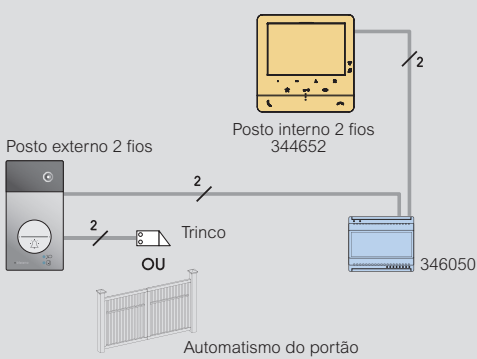 2
Posto interno 2 fios
344652
Posto externo 2 fios
2
2
Trinco
OU
346050
Automatismo do portão